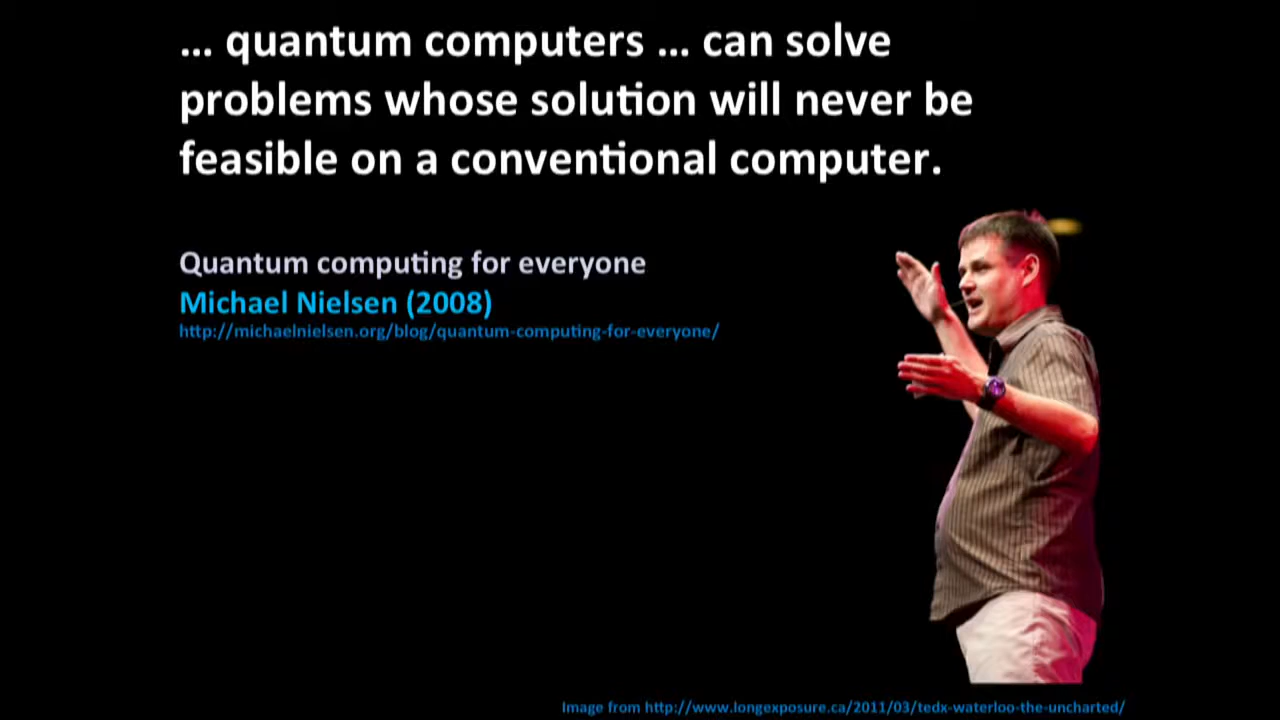 … quantum computers … can solve
problems whose solution will never be
feasible on a conventional computer.
Quantum computing for everyone
Michael Nielsen (2008)
http://michaelnielsen.org/blog/quantum-computing-for-everyone/
Image from http://www.longexposure.ca/2011/03/tedx-waterloo-the-uncharted/